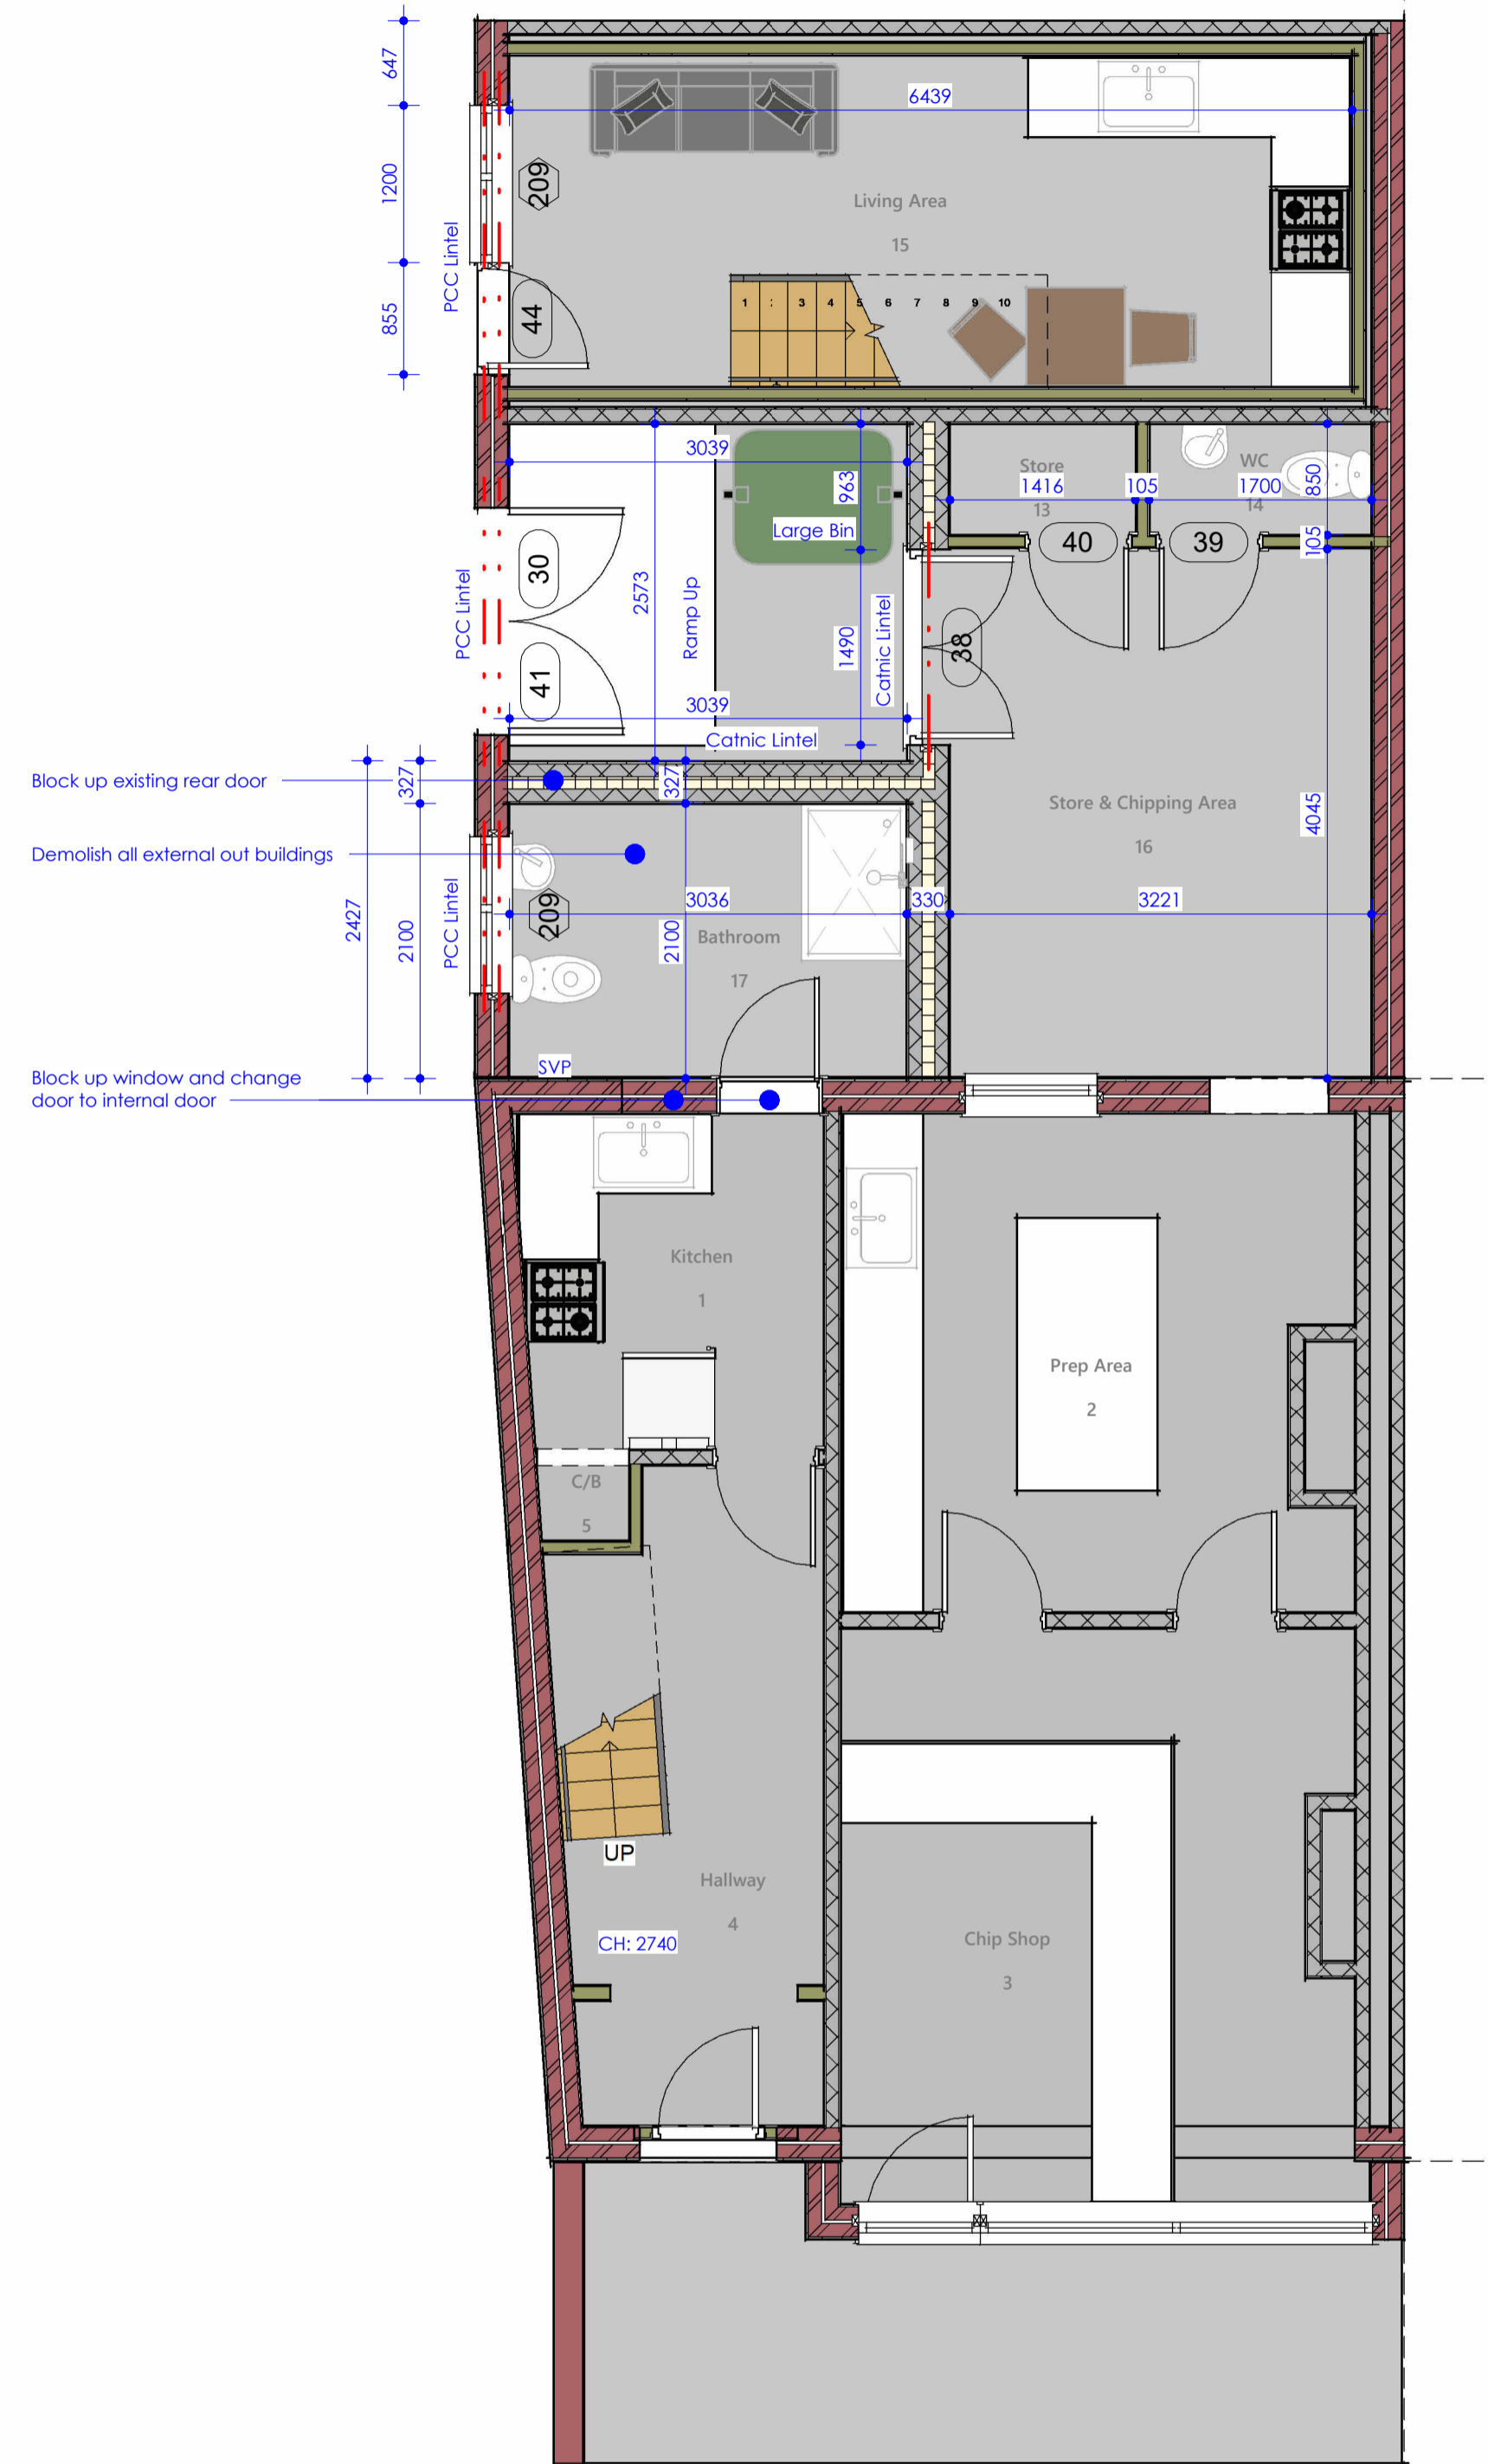 647
6439
1200
209
Living Area
15
PCC Lintel
855
44
1
3
4
5
6
7
8
9
10
3039
963
Store
1416
13
105
WC
1700
14
850
Large Bin
30
40
39
105
2573
Ramp Up
PCC Lintel
1490
Catnic Lintel
38
41
3039
Catnic Lintel
Block up existing rear door
327
327
Store & Chipping Area
16
4045
Demolish all external out buildings
2427
2100
PCC Lintel
209
3036
330
3221
2100
Bathroom
17
SVP
Block up window and change
door to internal door
Kitchen
1
Prep Area
2
C/B
5
UP
Hallway
4
CH: 2740
Chip Shop
3